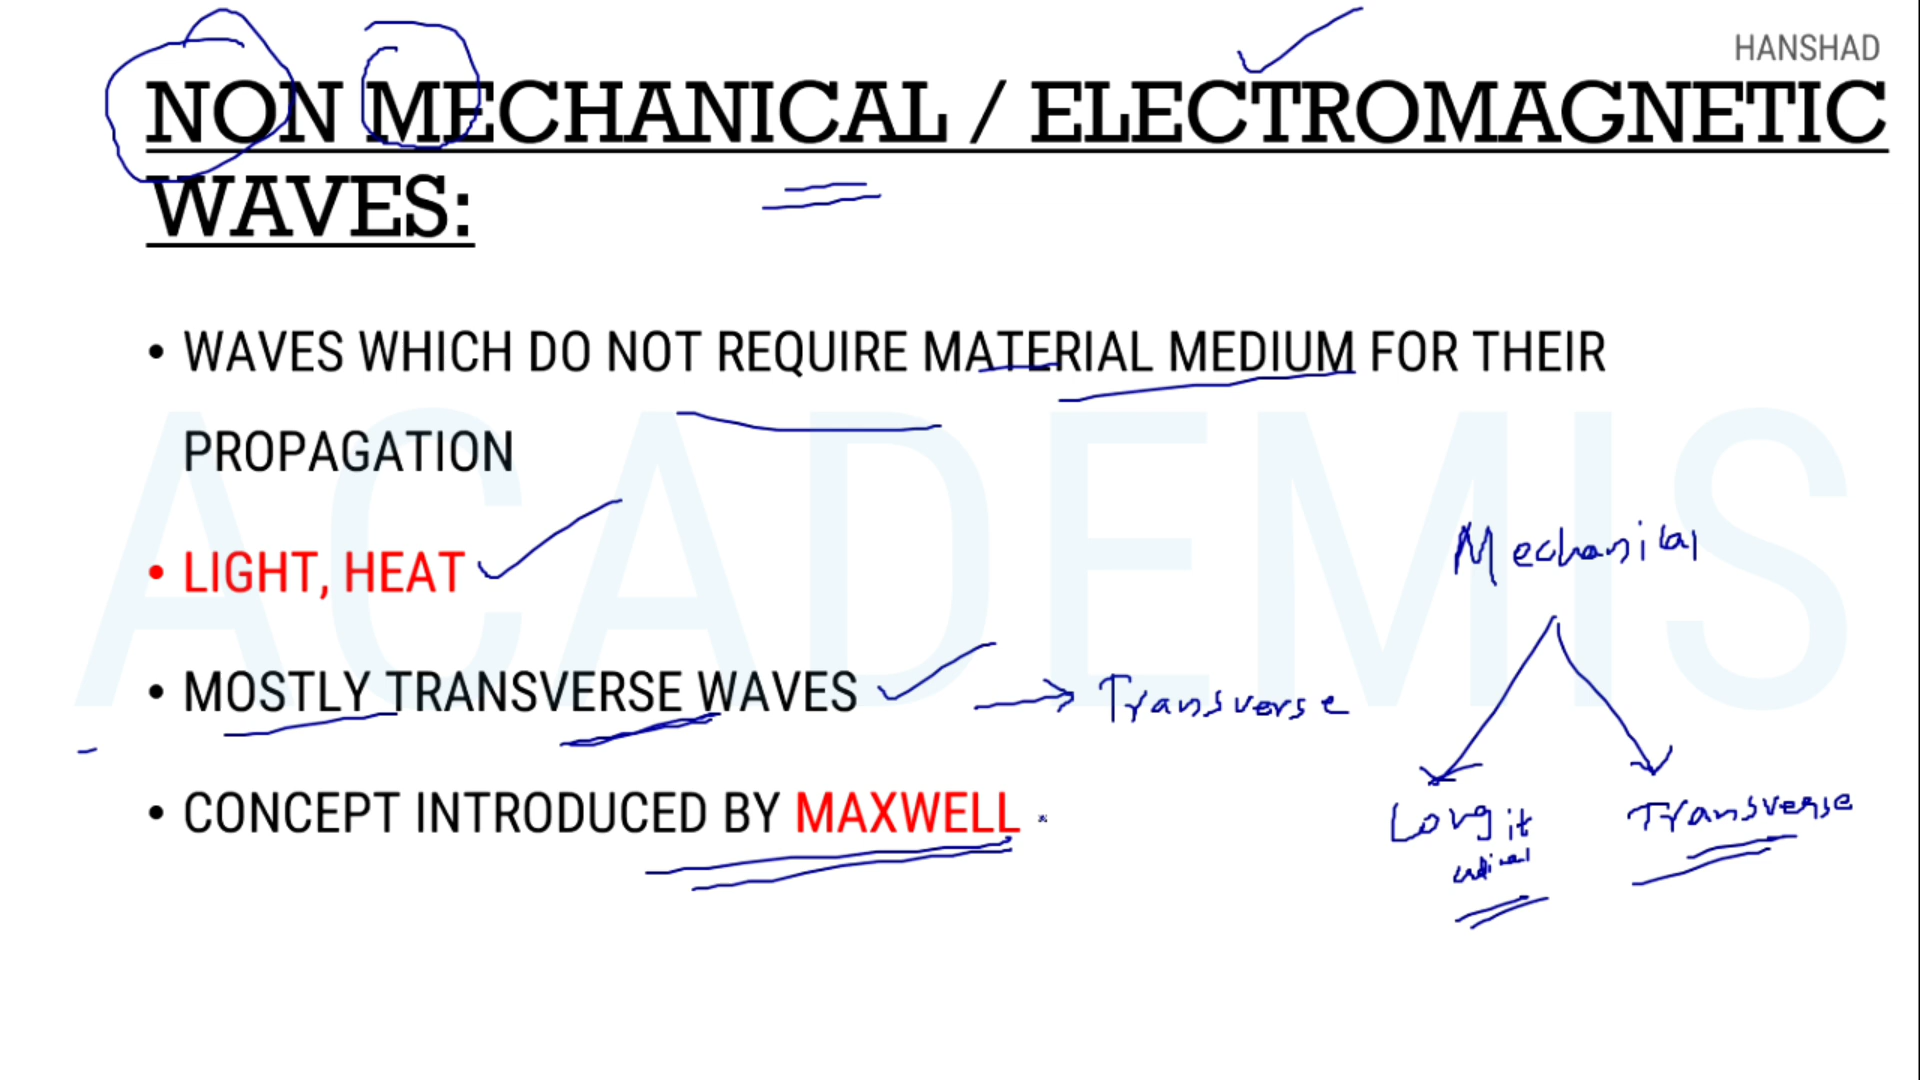 HANSHAD
NON MECHANICAL / ELECTROMAGNETIC
WAVES:
• WAVES WHICH DO NOT REQUIRE MATERIAL MEDIUM FOR THEIR
PROPAGATION
• LIGHT, HEAT
• MOSTLY TRANSVERSE WAVES → Transverse
• CONCEPT INTRODUCED BY MAXWELL
Mechanical
Longit
udinal
Transverse
ACADEMIS